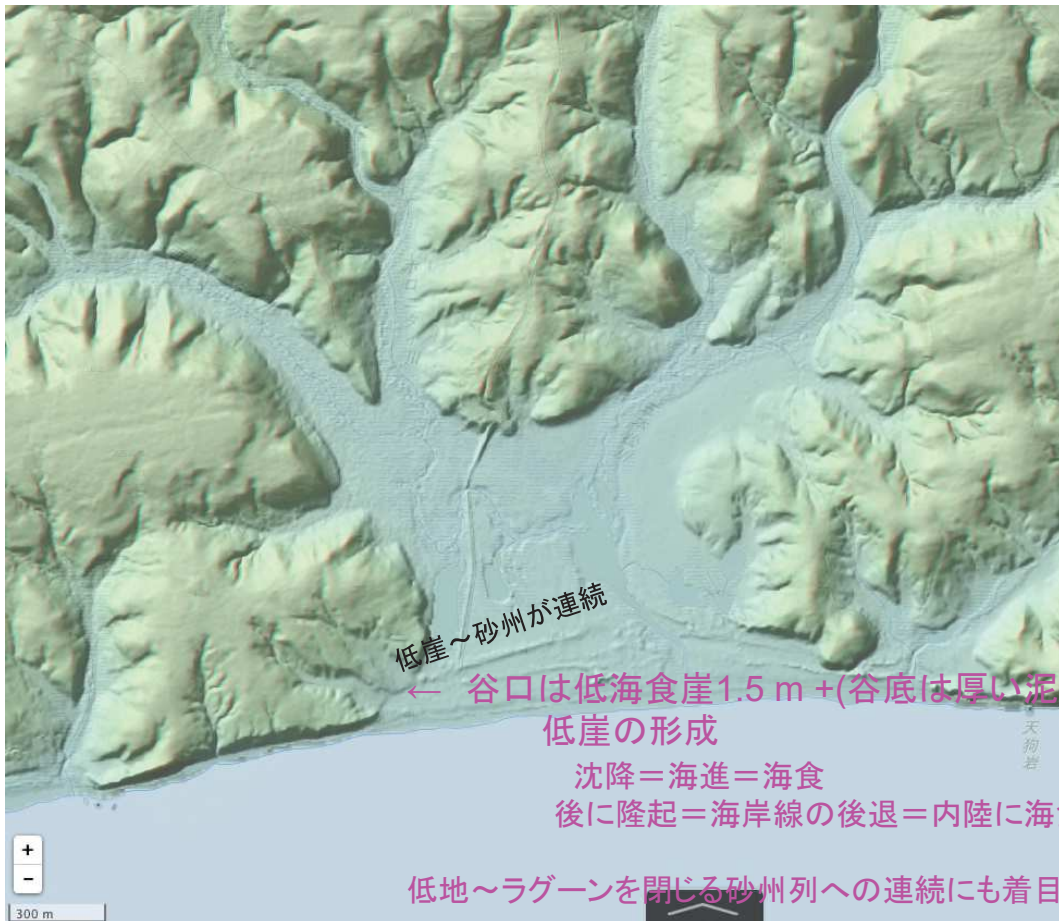 低崖~砂州が連続
← 谷口は低海食崖1.5 m +(谷底は厚い泥
低崖の形成
天狗岩
沈降=海進=海食
後に隆起=海岸線の後退=内陸に海
+
−
低地~ラグーンを閉じる砂州列への連続にも着目
300 m